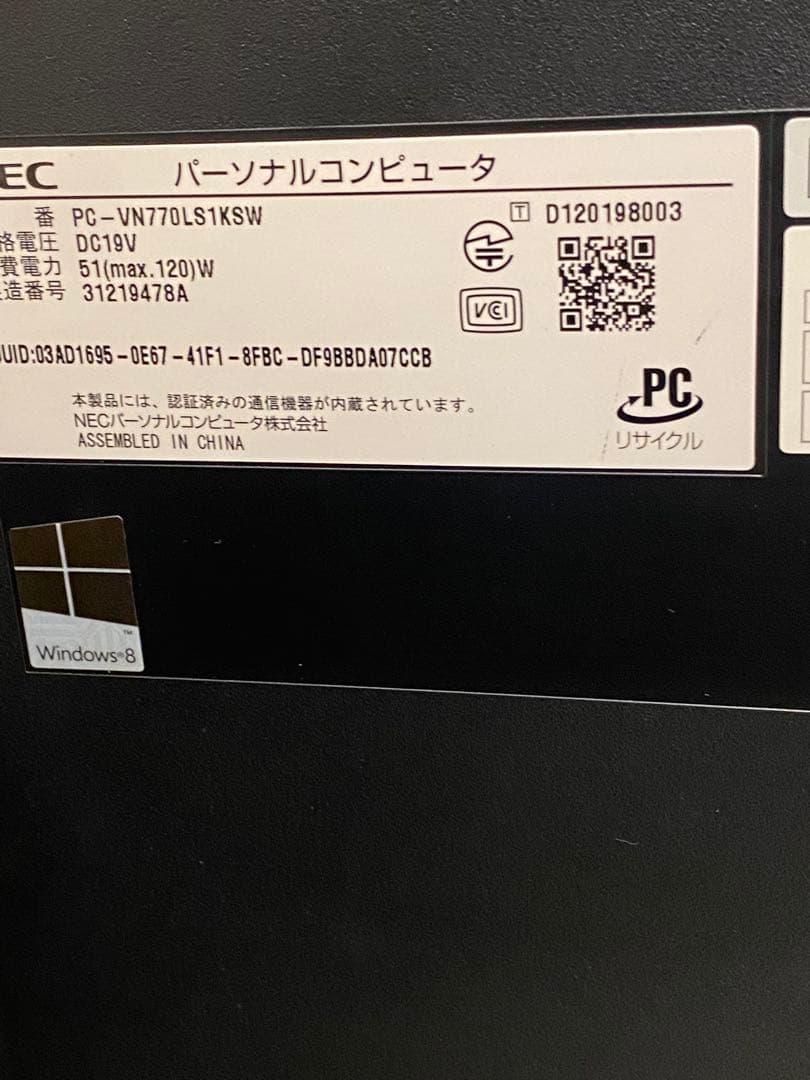 EC パーソナルコンピュータ
番 PC-VN770LS1KSW
格電圧 DC19V
費電力 51(max.120)W
造番号 31219478A
T D120198003
VCCI
UID:03AD1695-0E67-41F1-8FBC-DF9BBDA07CCB
本製品には、認証済みの通信機器が内蔵されています。
NECパーソナルコンピュータ株式会社
ASSEMBLED IN CHINA
PC
リサイクル
Windows®8